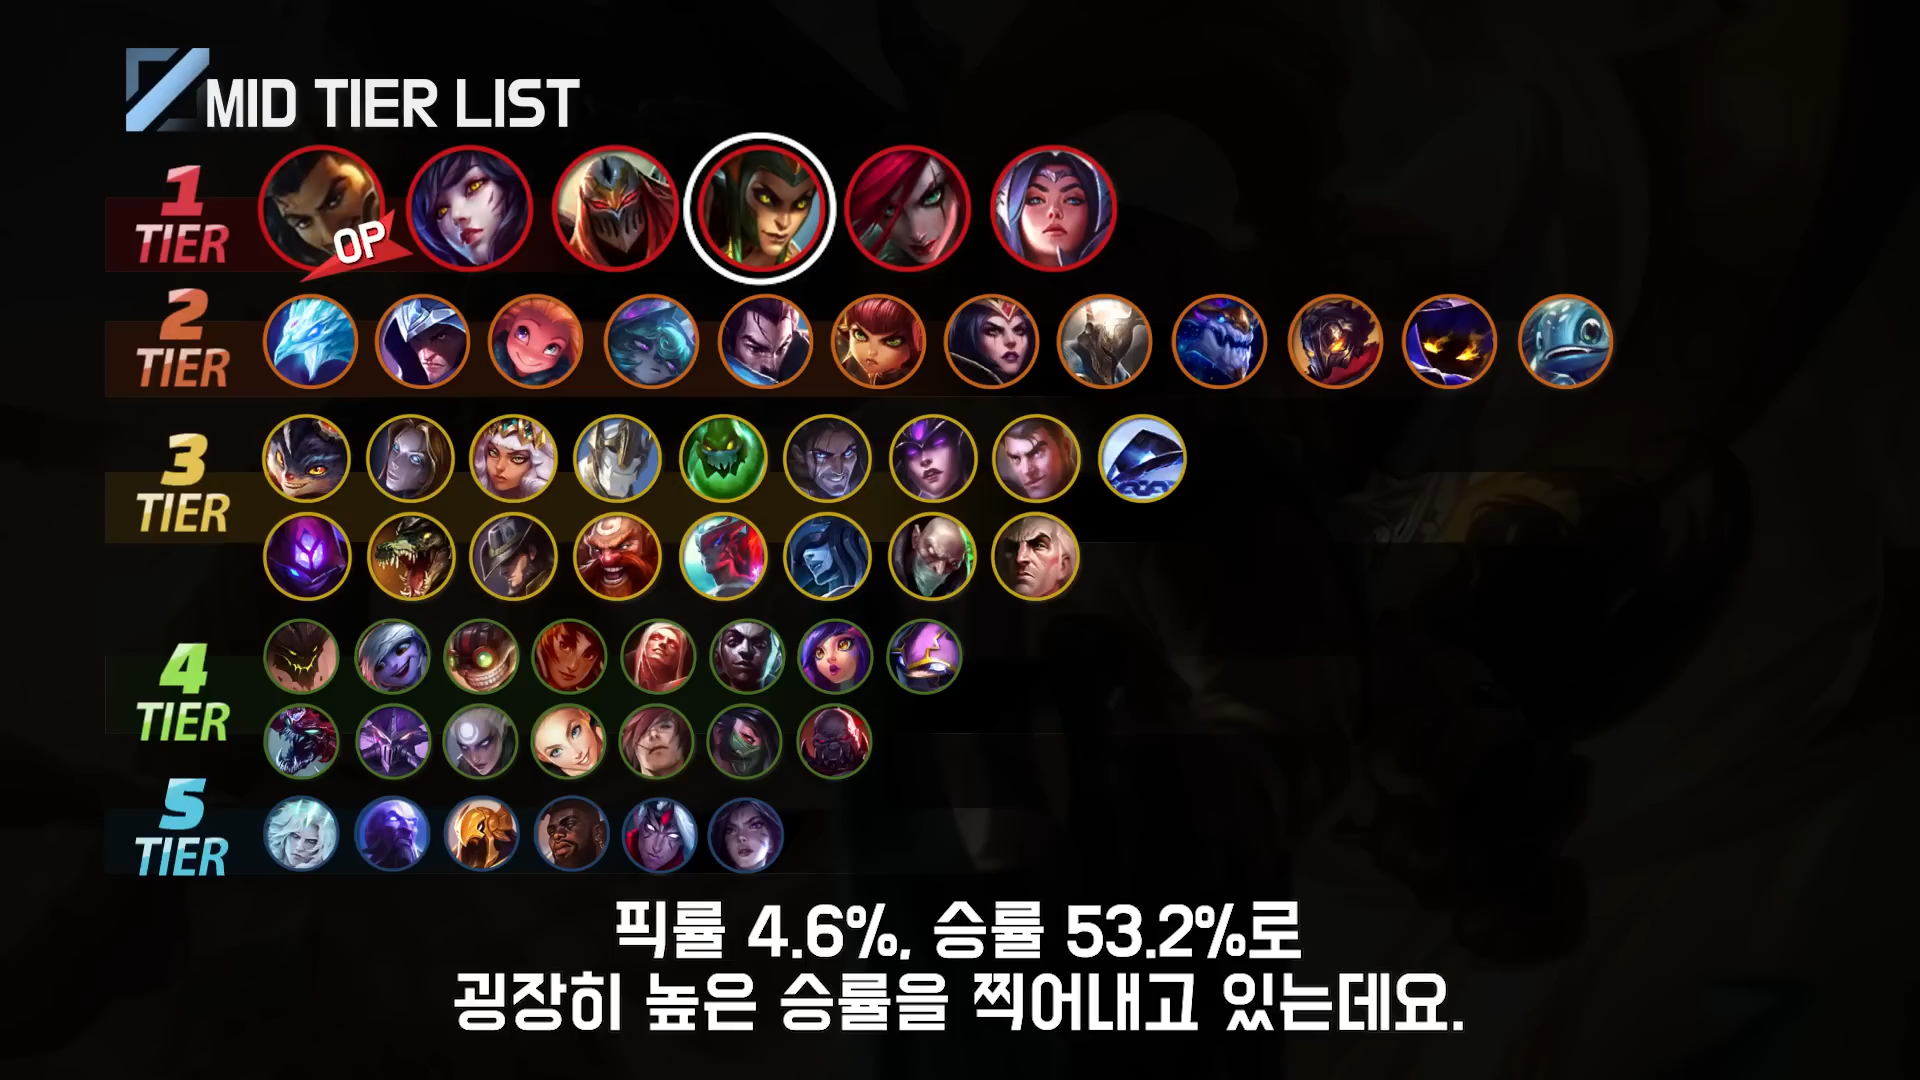 MID TIER LIST
1
TIER
OP
2
TIER
3
TIER
4
TIER
5
TIER
픽률 4.6%, 승률 53.2%로
굉장히 높은 승률을 찍어내고 있는데요.